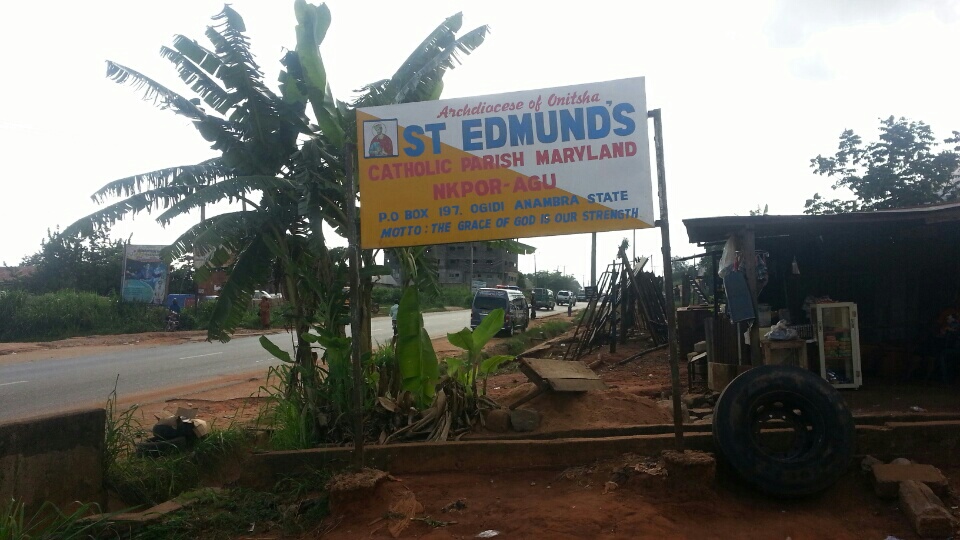 Archdiocese of Onitsha
ST EDMUND'S
CATHOLIC PARISH MARYLAND
NKPOR-AGU
P.O BOX 197, OGIDI ANAMBRA STATE
MOTTO: THE GRACE OF GOD IS OUR STRENGTH